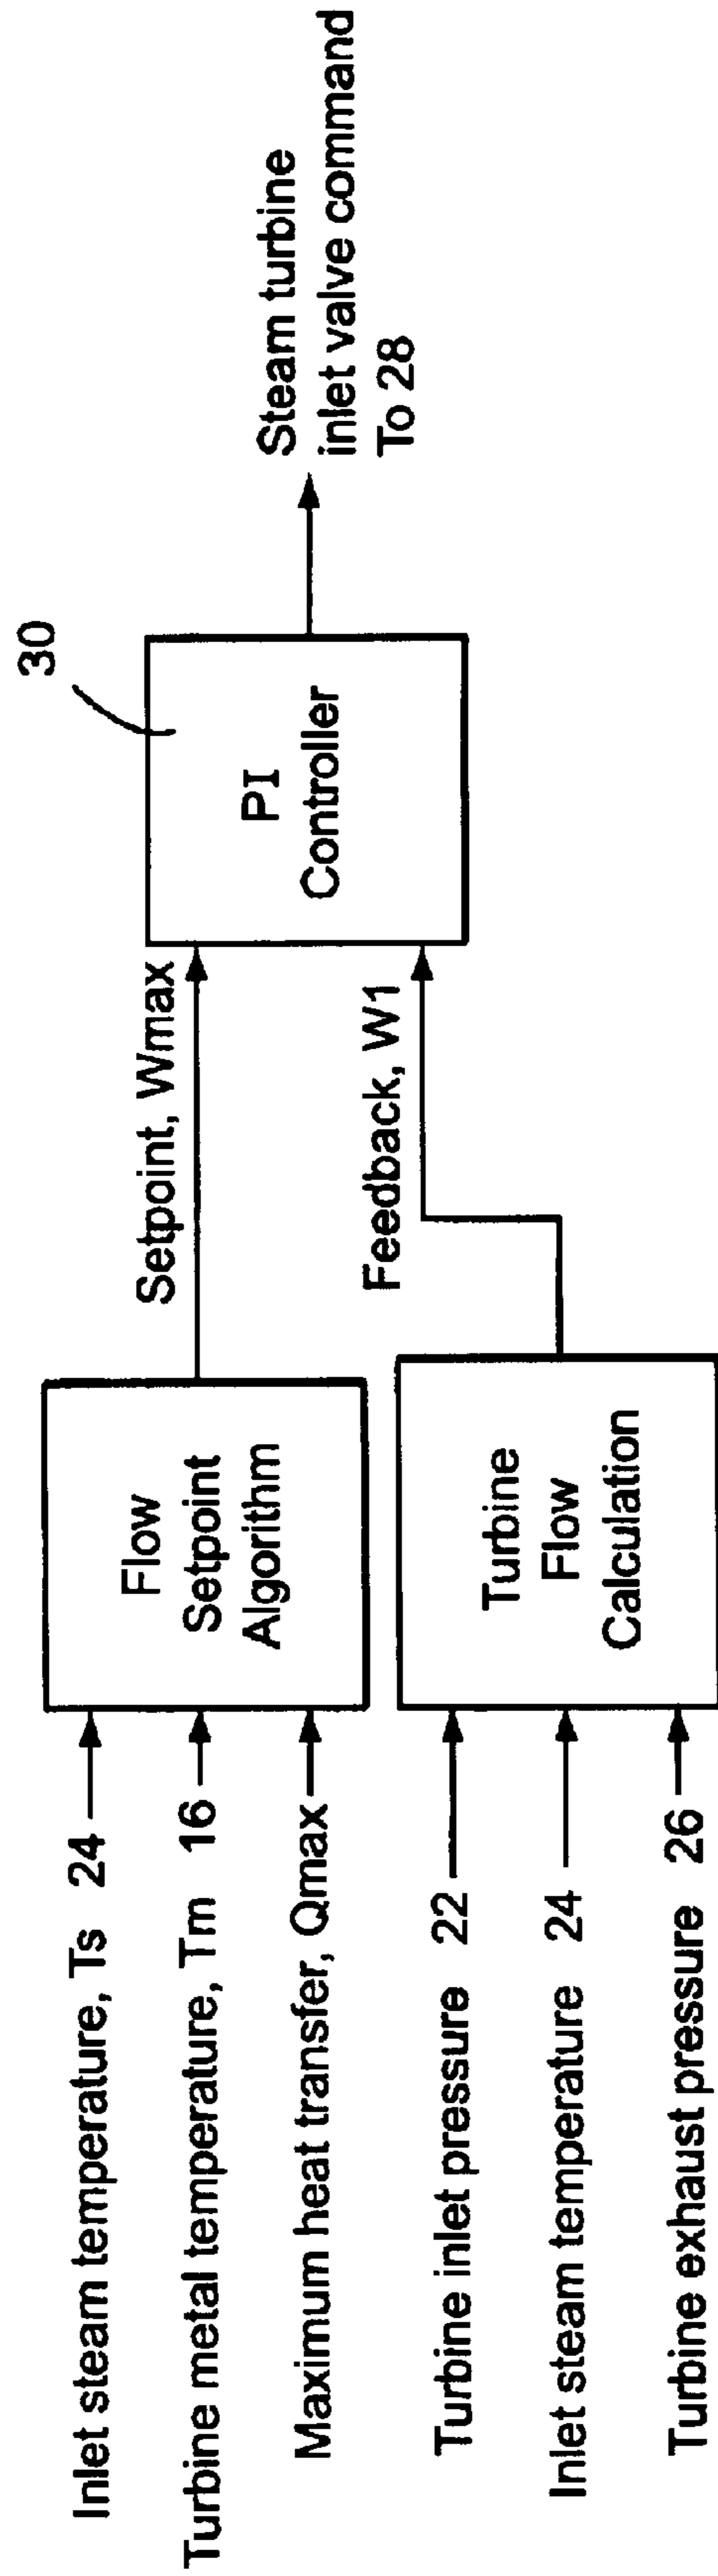 Inlet steam temperature, Ts 24
Turbine metal temperature, Tm 16
Maximum heat transfer, Qmax
Flow
Setpoint
Algorithm
Setpoint, Wmax
Turbine inlet pressure 22
Inlet steam temperature 24
Turbine exhaust pressure 26
Turbine
Flow
Calculation
Feedback, W1
30
PI
Controller
Steam turbine
inlet valve command
To 28